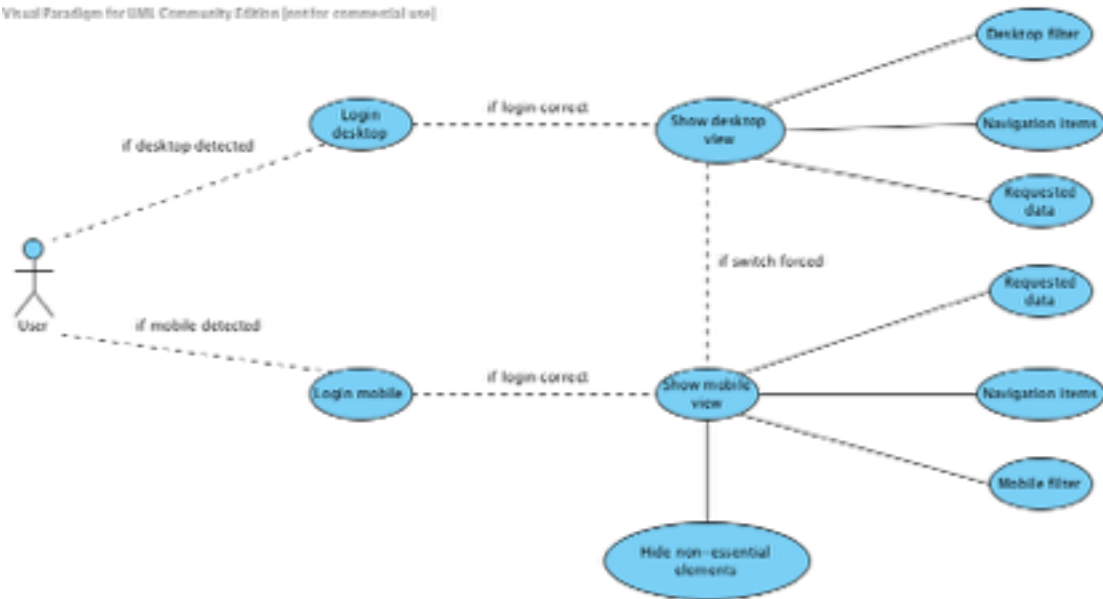 Visual Paradigm for UML Community Edition [not for commercial use]
Desktop filter
Login
desktop
if login correct
Show desktop
view
Navigation items
if desktop detected
Requested
data
if switch forced
Requested
data
User
if mobile detected
if login correct
Login mobile
Show mobile
view
Navigation items
Mobile filter
Hide non-essential
elements